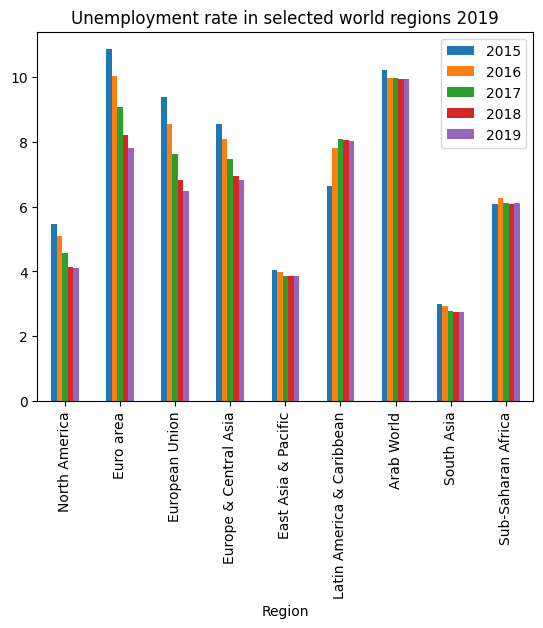 Unemployment rate in selected world regions 2019
2015
2016
2017
2018
2019
10
8
6
4
2
0
North America
Euro area
European Union
Europe & Central Asia
East Asia & Pacific
Latin America & Caribbean
Arab World
South Asia
Sub-Saharan Africa
Region